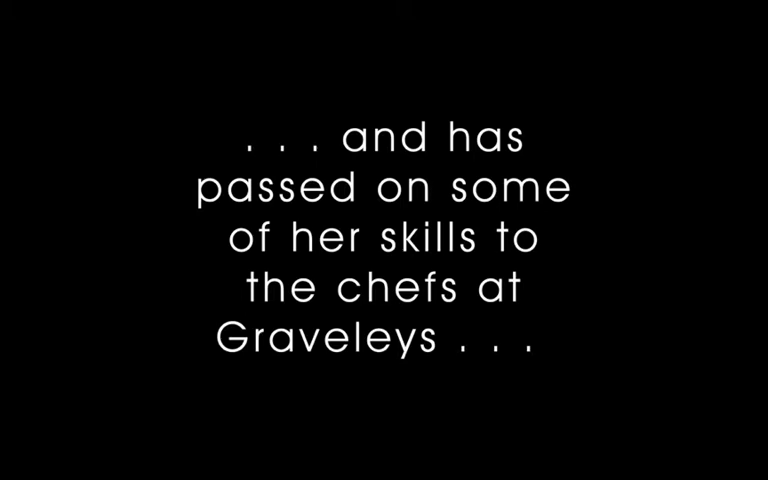 . . . and has
passed on some
of her skills to
the chefs at
Graveleys . . .